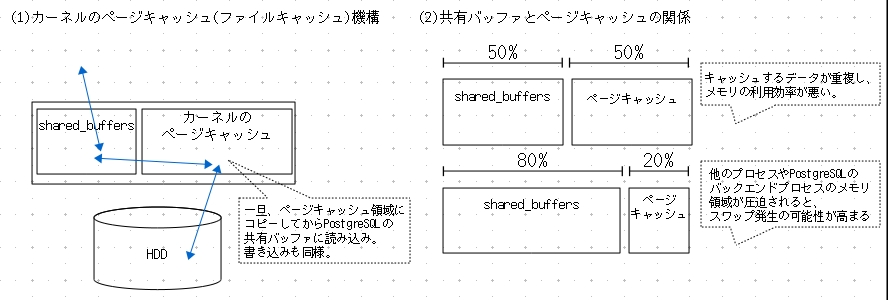 (1)カーネルのページキャッシュ(ファイルキャッシュ)機構
shared_buffers
カーネルの
ページキャッシュ
一旦、ページキャッシュ領域に
コピーしてからPostgreSQLの
共有バッファに読み込み。
書き込みも同様。
HDD
(2)共有バッファとページキャッシュの関係
50%
50%
shared_buffers
ページキャッシュ
キャッシュするデータが重複し、
メモリの利用効率が悪い。
80%
20%
shared_buffers
ページ
キャッシュ
他のプロセスやPostgreSQLの
バックエンドプロセスのメモリ
領域が圧迫されると、
スワップ発生の可能性が高まる